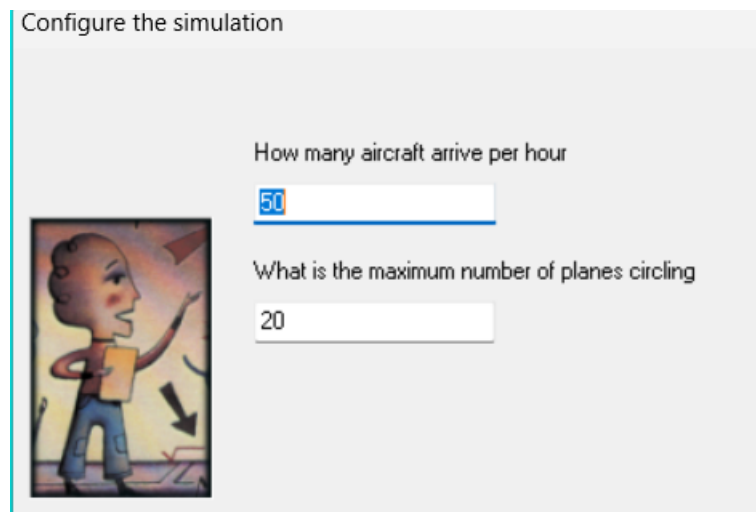 Configure the simulation
How many aircraft arrive per hour
50
What is the maximum number of planes circling
20